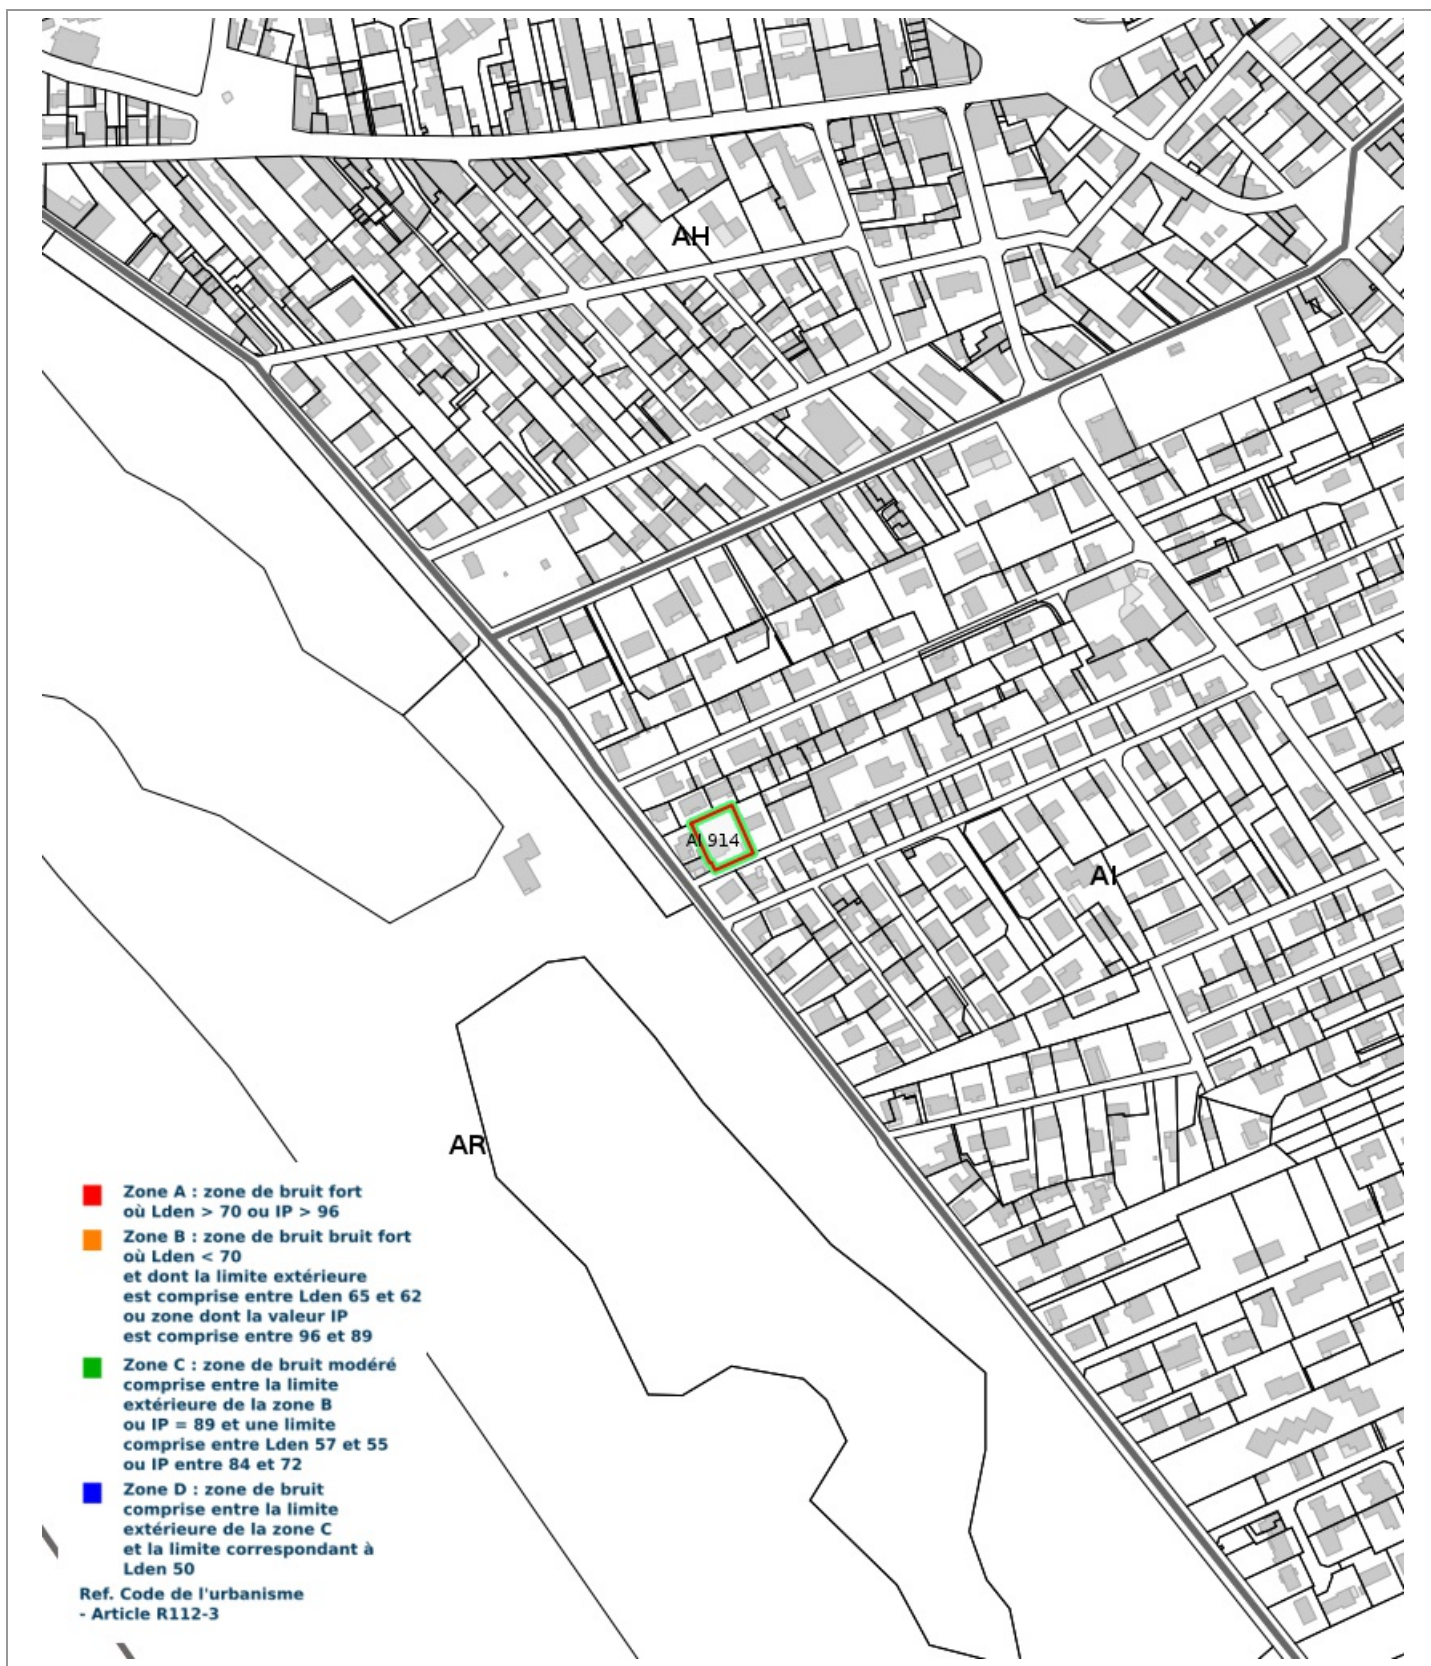 AH
AI 914
AI
AR
Zone A : zone de bruit fort
où Lden > 70 ou IP > 96
Zone B : zone de bruit bruit fort
où Lden < 70
et dont la limite extérieure
est comprise entre Lden 65 et 62
ou zone dont la valeur IP
est comprise entre 96 et 89
Zone C : zone de bruit modéré
comprise entre la limite
extérieure de la zone B
ou IP = 89 et une limite
comprise entre Lden 57 et 55
ou IP entre 84 et 72
Zone D : zone de bruit
comprise entre la limite
extérieure de la zone C
et la limite correspondant à
Lden 50
Ref. Code de l'urbanisme
- Article R112-3